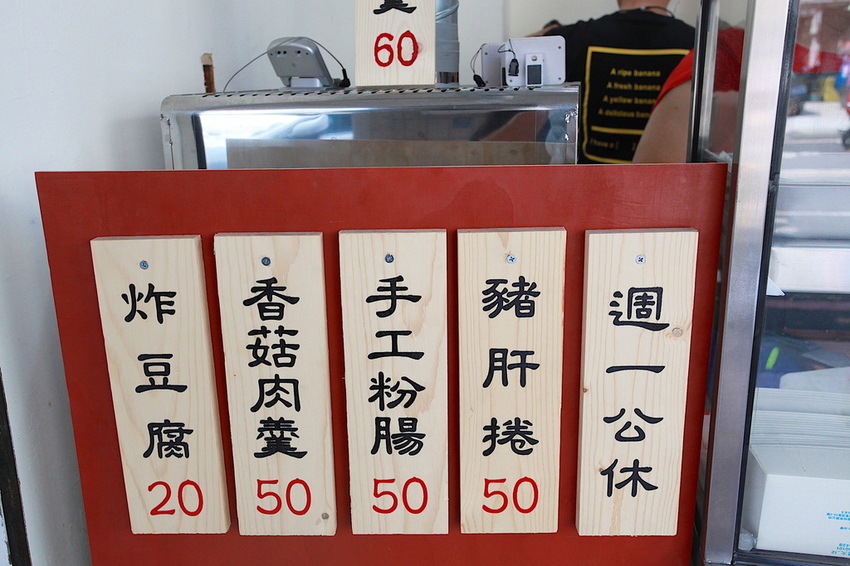 羹
60
A ripe banana
A fresh banana
A yellow banana
A delicious banana
炸豆腐
20
香菇肉羹
50
手工粉腸
50
豬肝捲
50
週一公休